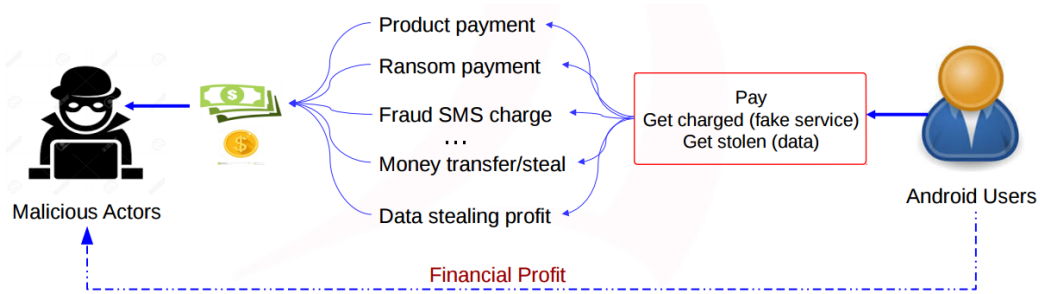 Product payment
Ransom payment
Fraud SMS charge
...
Money transfer/steal
Data stealing profit
Pay
Get charged (fake service)
Get stolen (data)
Malicious Actors
Android Users
Financial Profit